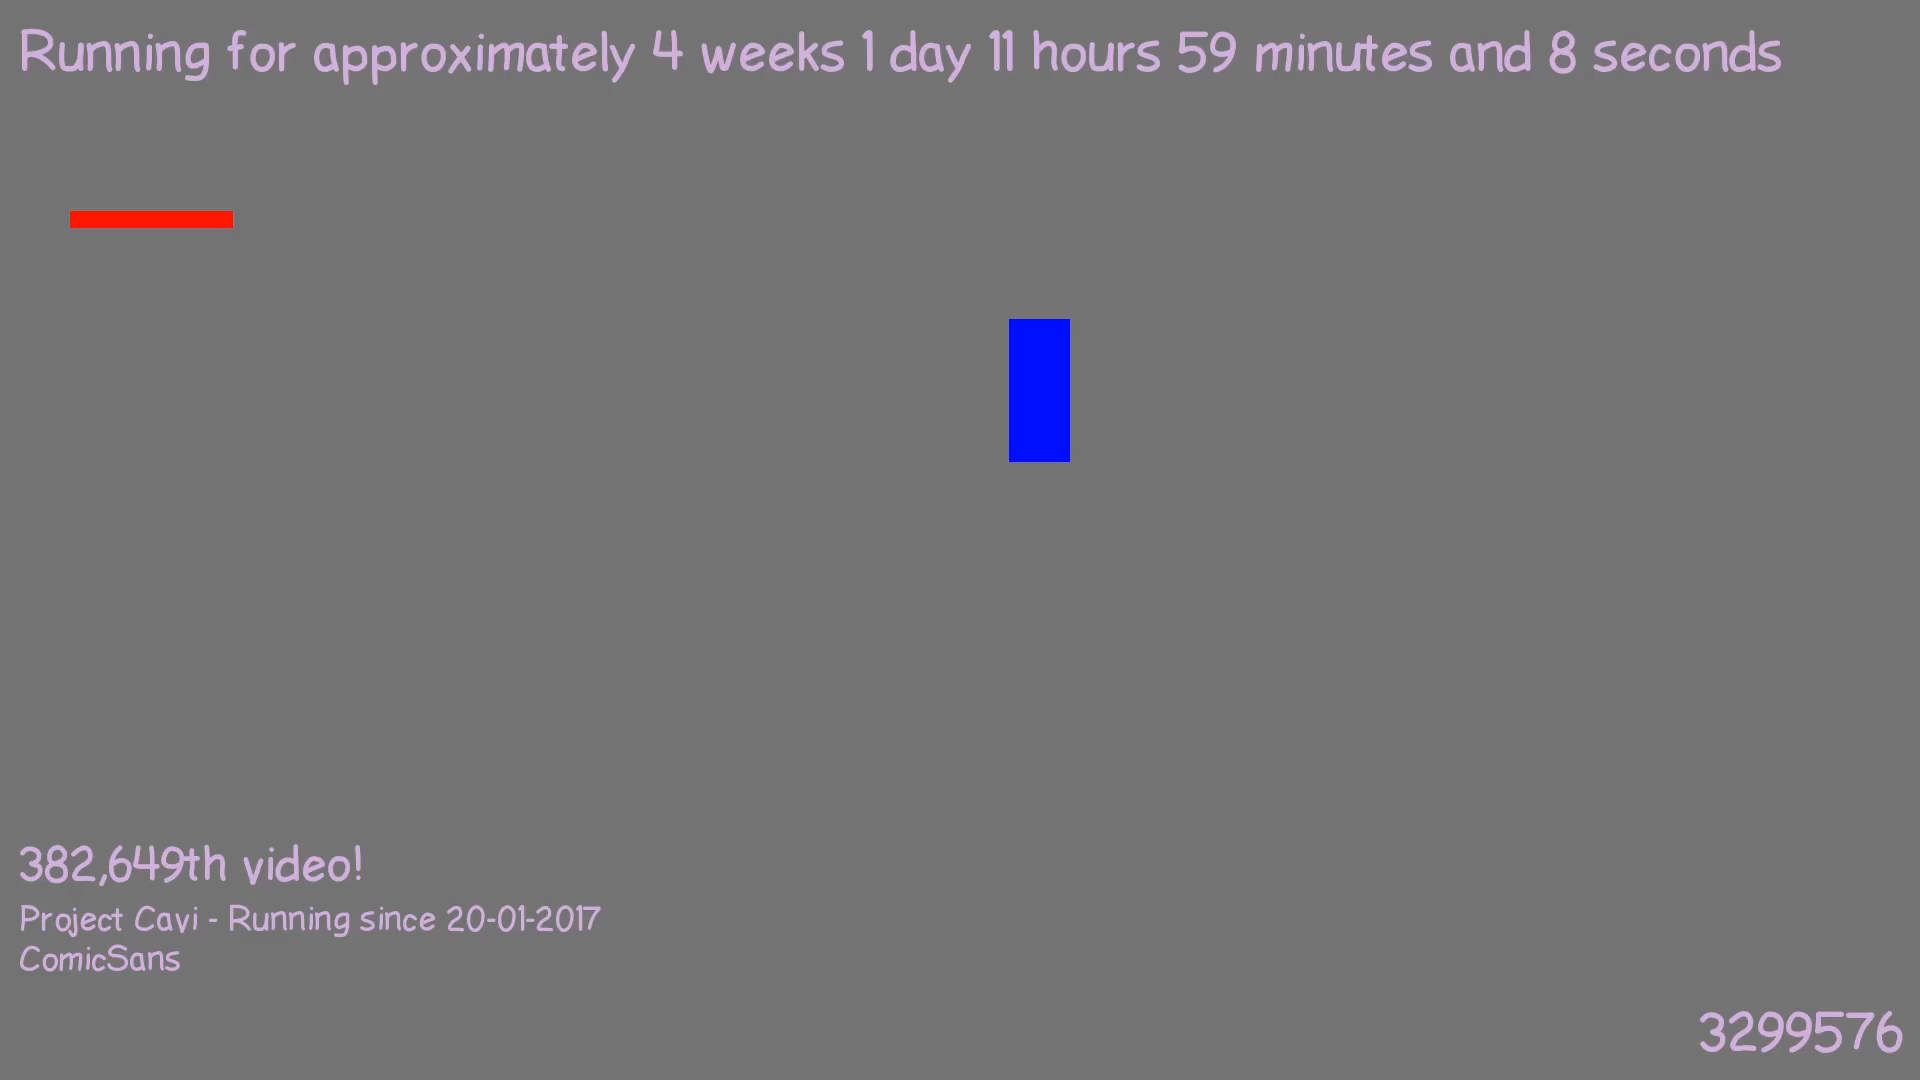 Running for approximately 4 weeks 1 day 11 hours 59 minutes and 8 seconds
382,649th video!
Project Cavi - Running since 20-01-2017
ComicSans
3299576